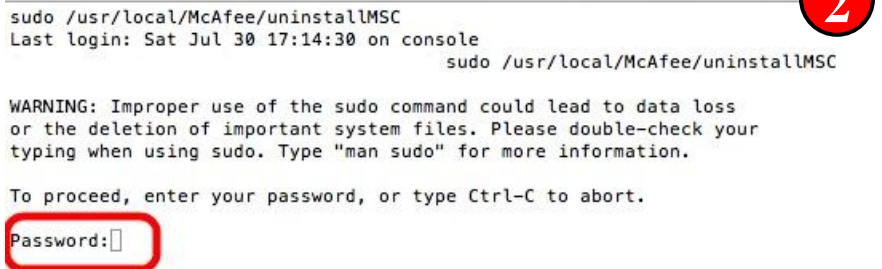 2
sudo /usr/local/McAfee/uninstallMSC
Last login: Sat Jul 30 17:14:30 on console
sudo /usr/local/McAfee/uninstallMSC
WARNING: Improper use of the sudo command could lead to data loss
or the deletion of important system files. Please double-check your
typing when using sudo. Type "man sudo" for more information.
To proceed, enter your password, or type Ctrl-C to abort.
Password: